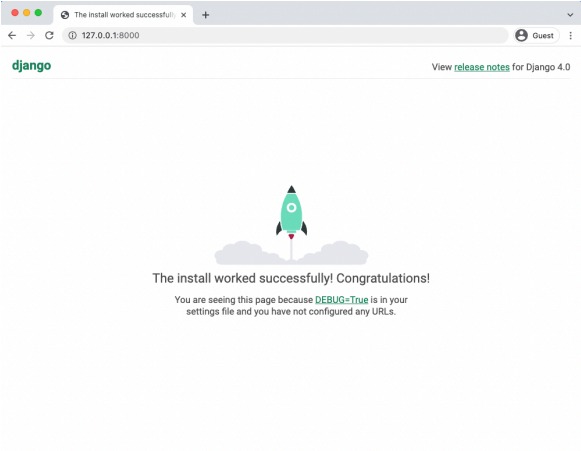 The install worked successfully
127.0.0.1:8000
Guest
django
View release notes for Django 4.0
The install worked successfully! Congratulations!
You are seeing this page because DEBUG=True is in your
settings file and you have not configured any URLs.